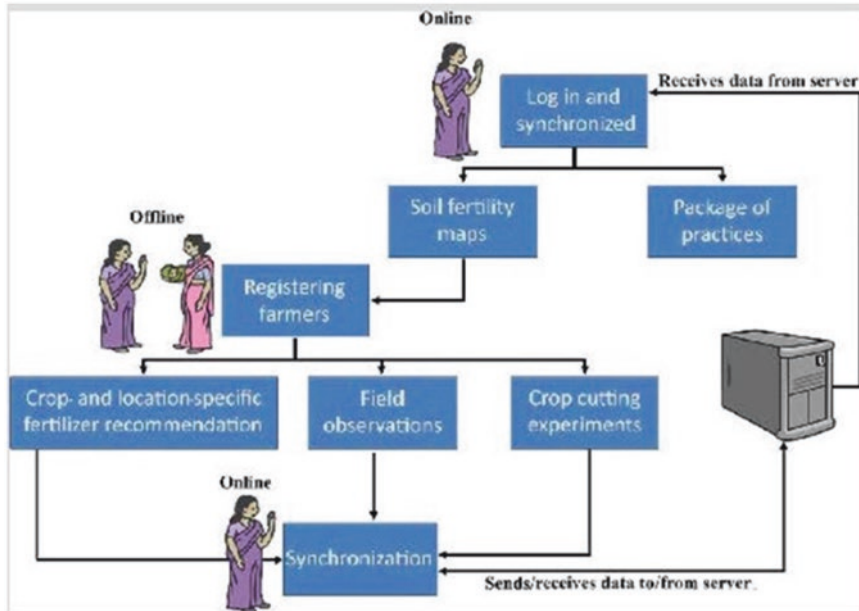 Online
Log in and
synchronized
Receives data from server
Soil fertility
maps
Package of
practices
Offline
Registering
farmers
Crop- and location-specific
fertilizer recommendation
Field
observations
Crop cutting
experiments
Online
Synchronization
Sends/receives data to/from server.